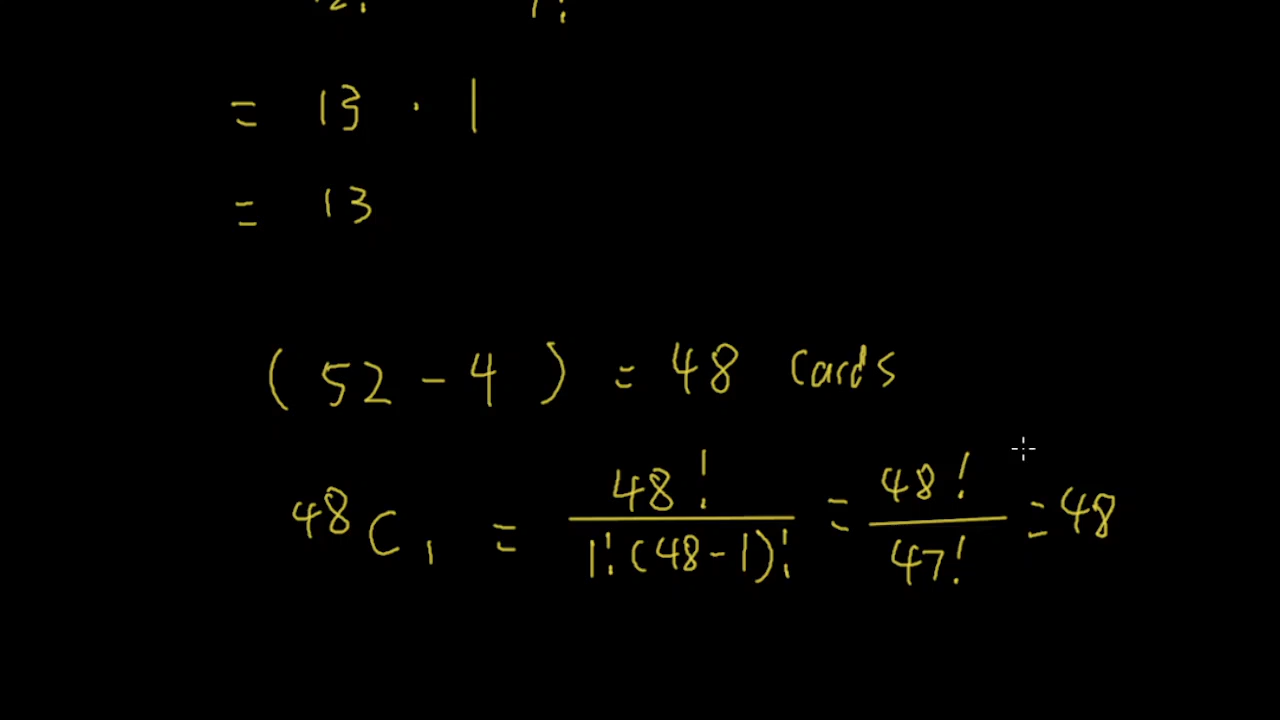 = 13 · 1
= 13
(52 - 4) = 48 cards
⁴⁸C₁ = 48! / 1!(48-1)! = 48! / 47! = 48